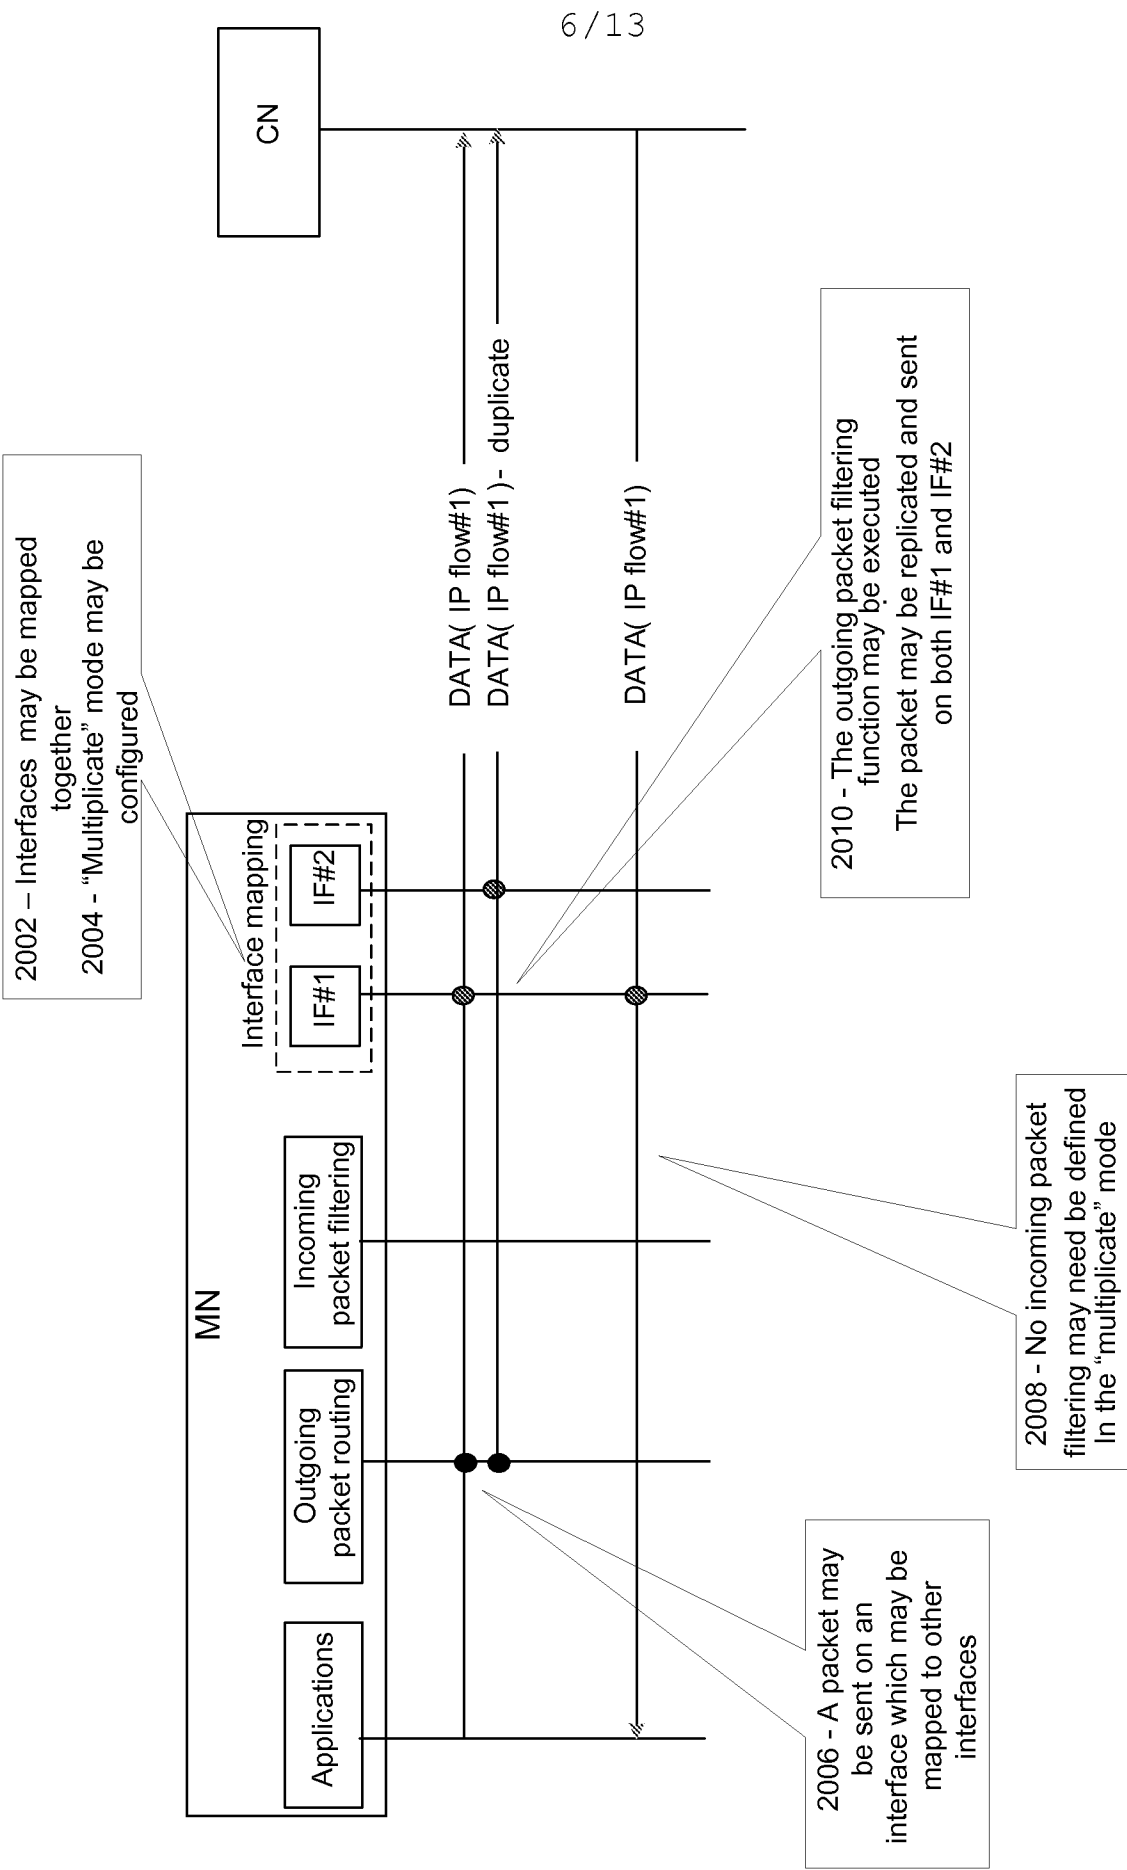 6/13
2002 – Interfaces may be mapped
together
2004 - “Multiplicate” mode may be
configured
MN
CN
Interface mapping
Applications
Outgoing
packet routing
Incoming
packet filtering
IF#1
IF#2
DATA( IP flow#1)
DATA( IP flow#1 ) - duplicate
DATA( IP flow#1)
2006 - A packet may
be sent on an
interface which may be
mapped to other
interfaces
2008 - No incoming packet
filtering may need be defined
In the “multiplicate” mode
2010 - The outgoing packet filtering
function may be executed
The packet may be replicated and sent
on both IF#1 and IF#2